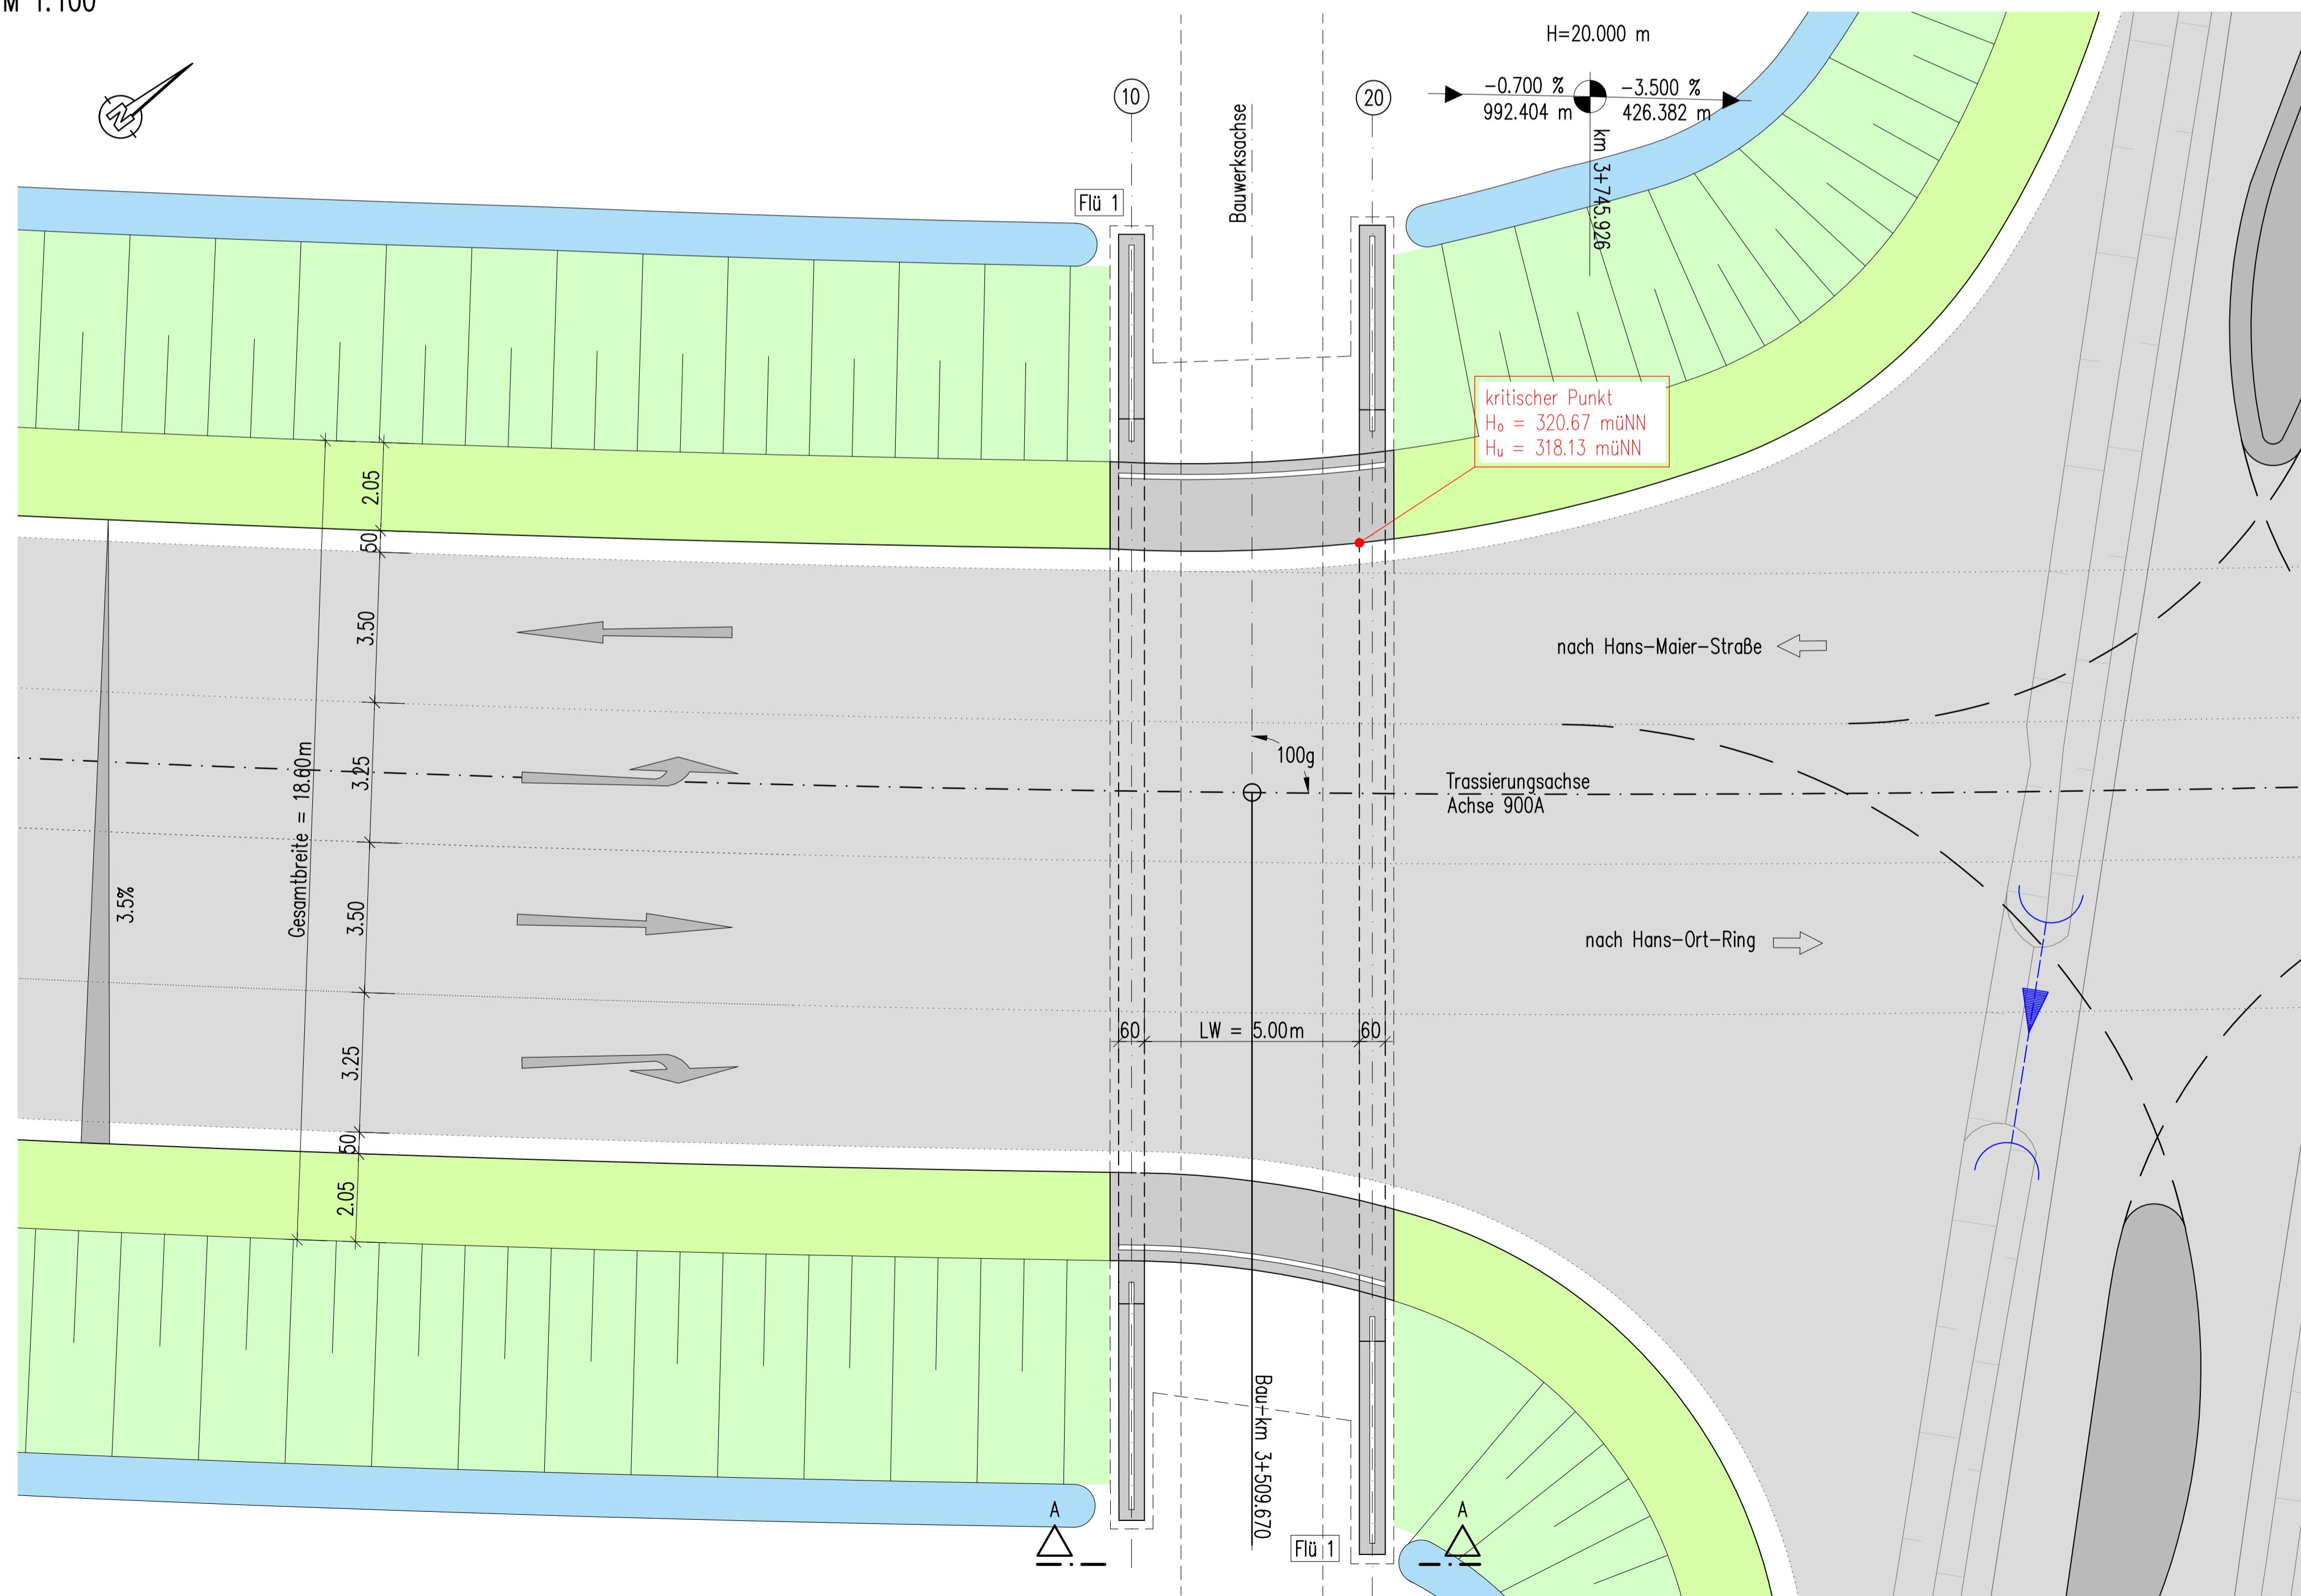 M 1:100
N
H=20.000 m
-0.700 %
-3.500 %
992.404 m
426.382 m
km 3+745.926
10
20
Bauwerksachse
Flü 1
kritischer Punkt
Hₒ = 320.67 müNN
Hᵤ = 318.13 müNN
2.05
50
3.50
3.25
3.50
3.25
50
2.05
Gesamtbreite = 18.60m
3.5%
nach Hans-Maier-Straße
100g
Trassierungsachse
Achse 900A
nach Hans-Ort-Ring
60
LW = 5.00m
60
Bau-km 3+509.670
A
A
Flü 1